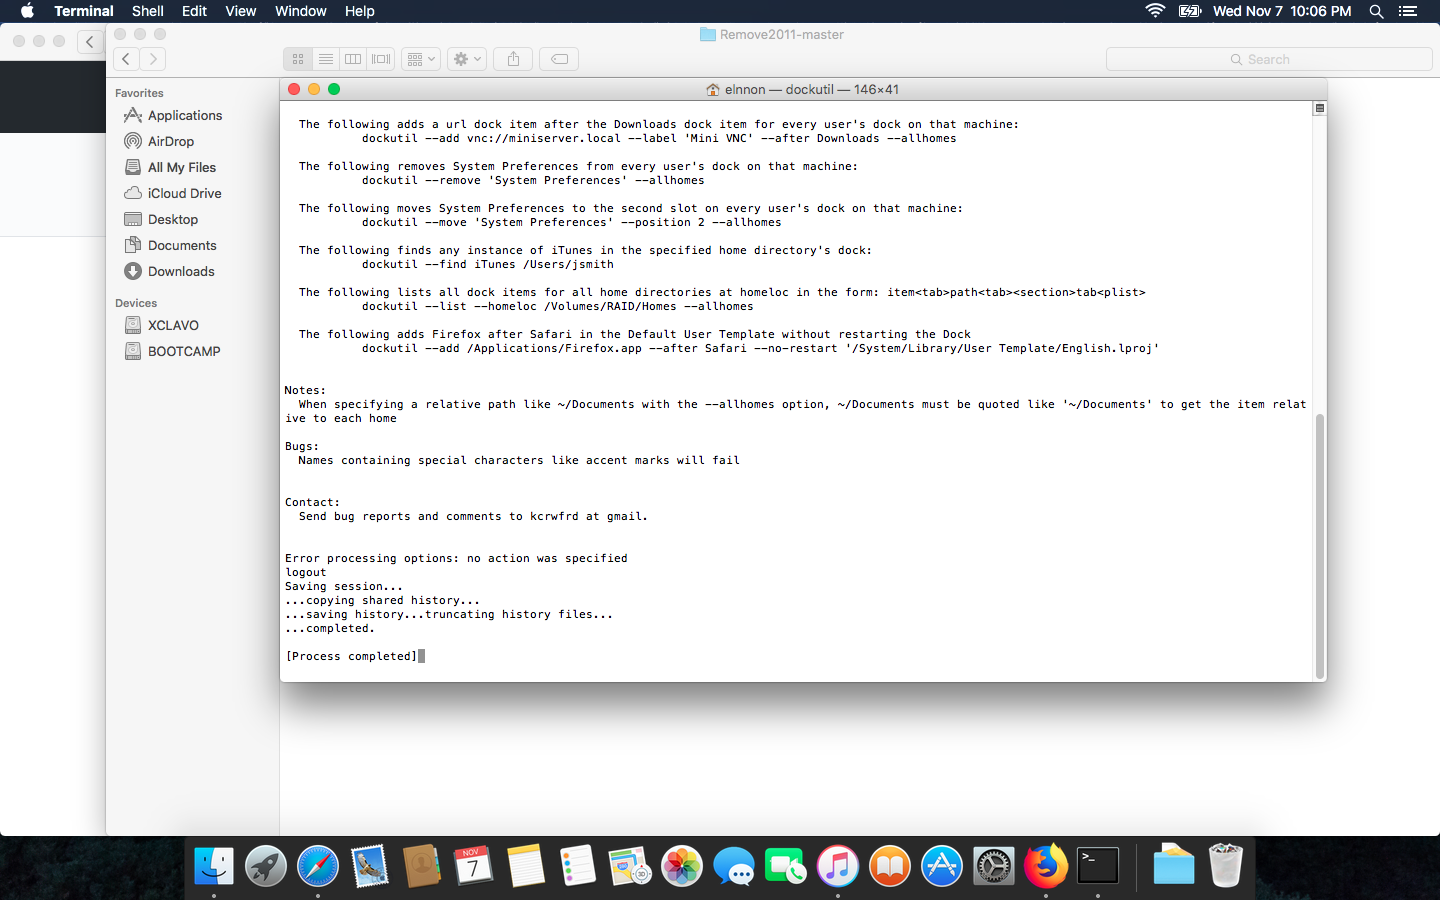 Terminal Shell Edit View Window Help
Wed Nov 7 10:06 PM
Remove2011-master
Search
Favorites
Applications
AirDrop
All My Files
iCloud Drive
Desktop
Documents
Downloads
Devices
XCLAVO
BOOTCAMP
elnnon — dockutil — 146×41
The following adds a url dock item after the Downloads dock item for every user's dock on that machine:
dockutil --add vnc://miniserver.local --label 'Mini VNC' --after Downloads --allhomes
The following removes System Preferences from every user's dock on that machine:
dockutil --remove 'System Preferences' --allhomes
The following moves System Preferences to the second slot on every user's dock on that machine:
dockutil --move 'System Preferences' --position 2 --allhomes
The following finds any instance of iTunes in the specified home directory's dock:
dockutil --find iTunes /Users/jsmith
The following lists all dock items for all home directories at homeloc in the form: item<tab>path<tab><section>tab<plist>
dockutil --list --homeloc /Volumes/RAID/Homes --allhomes
The following adds Firefox after Safari in the Default User Template without restarting the Dock
dockutil --add /Applications/Firefox.app --after Safari --no-restart '/System/Library/User Template/English.lproj'
Notes:
When specifying a relative path like ~/Documents with the --allhomes option, ~/Documents must be quoted like '~/Documents' to get the item relat
ive to each home
Bugs:
Names containing special characters like accent marks will fail
Contact:
Send bug reports and comments to kcrwfrd at gmail.
Error processing options: no action was specified
logout
Saving session...
...copying shared history...
...saving history...truncating history files...
...completed.
[Process completed]
NOV
7
>_